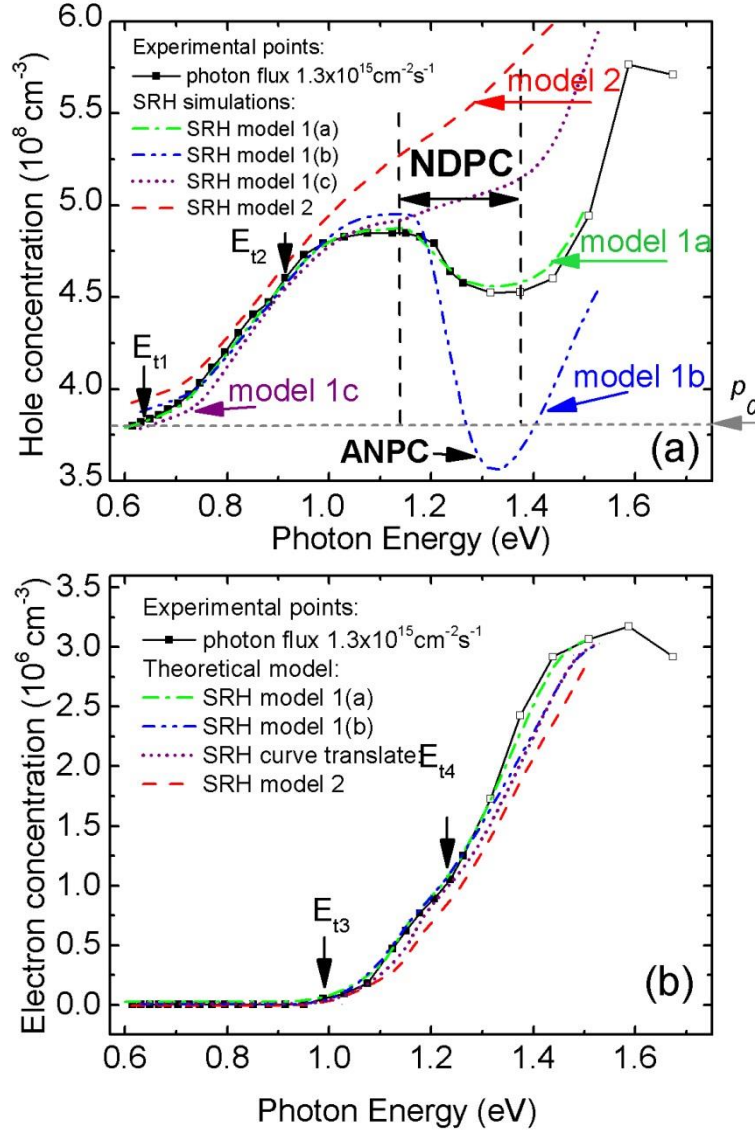 6.0
5.5
5.0
4.5
4.0
3.5
Hole concentration (10⁸ cm⁻³)
Experimental points:
photon flux 1.3x10¹⁵cm⁻²s⁻¹
SRH simulations:
SRH model 1(a)
SRH model 1(b)
SRH model 1(c)
SRH model 2
model 2
NDPC
Et2
model 1a
Et1
model 1c
model 1b
ANPC
p0
(a)
0.6 0.8 1.0 1.2 1.4 1.6
Photon Energy (eV)
3.5
3.0
2.5
2.0
1.5
1.0
0.5
0.0
Electron concentration (10⁶ cm⁻³)
Experimental points:
photon flux 1.3x10¹⁵cm⁻²s⁻¹
Theoretical model:
SRH model 1(a)
SRH model 1(b)
SRH curve translate
SRH model 2
Et4
Et3
(b)
0.6 0.8 1.0 1.2 1.4 1.6
Photon Energy (eV)